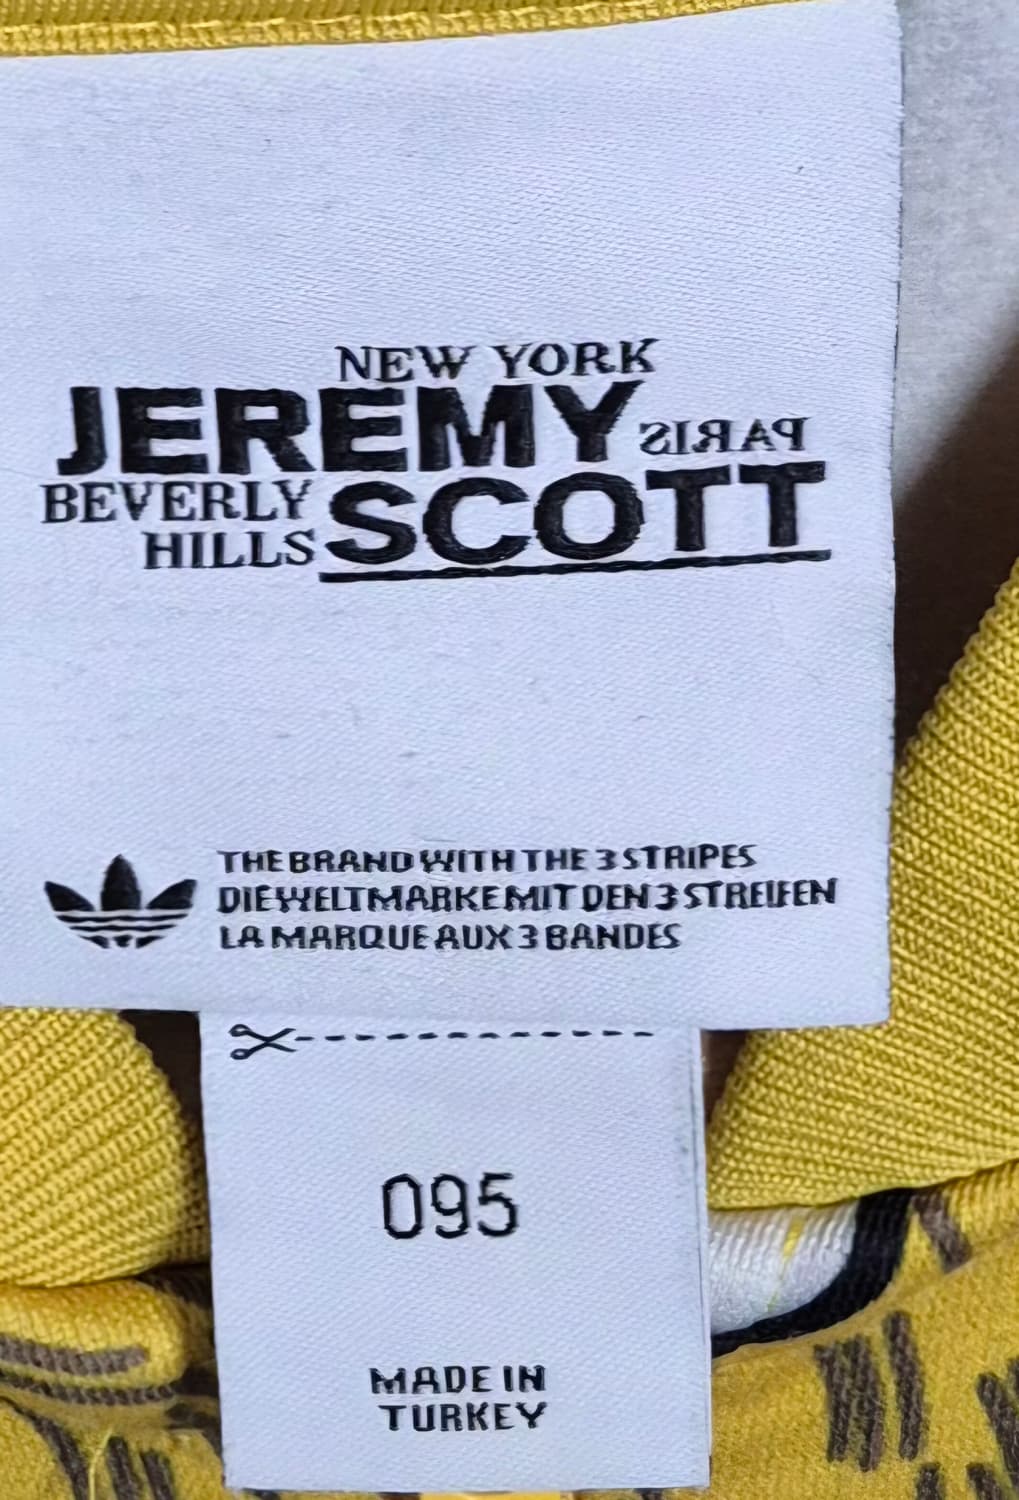 NEW YORK
JEREMY
PARIS
BEVERLY
HILLS
SCOTT
THE BRAND WITH THE 3 STRIPES
DIE WELTMARKE MIT DEN 3 STREIFEN
LA MARQUE AUX 3 BANDES
095
MADE IN
TURKEY